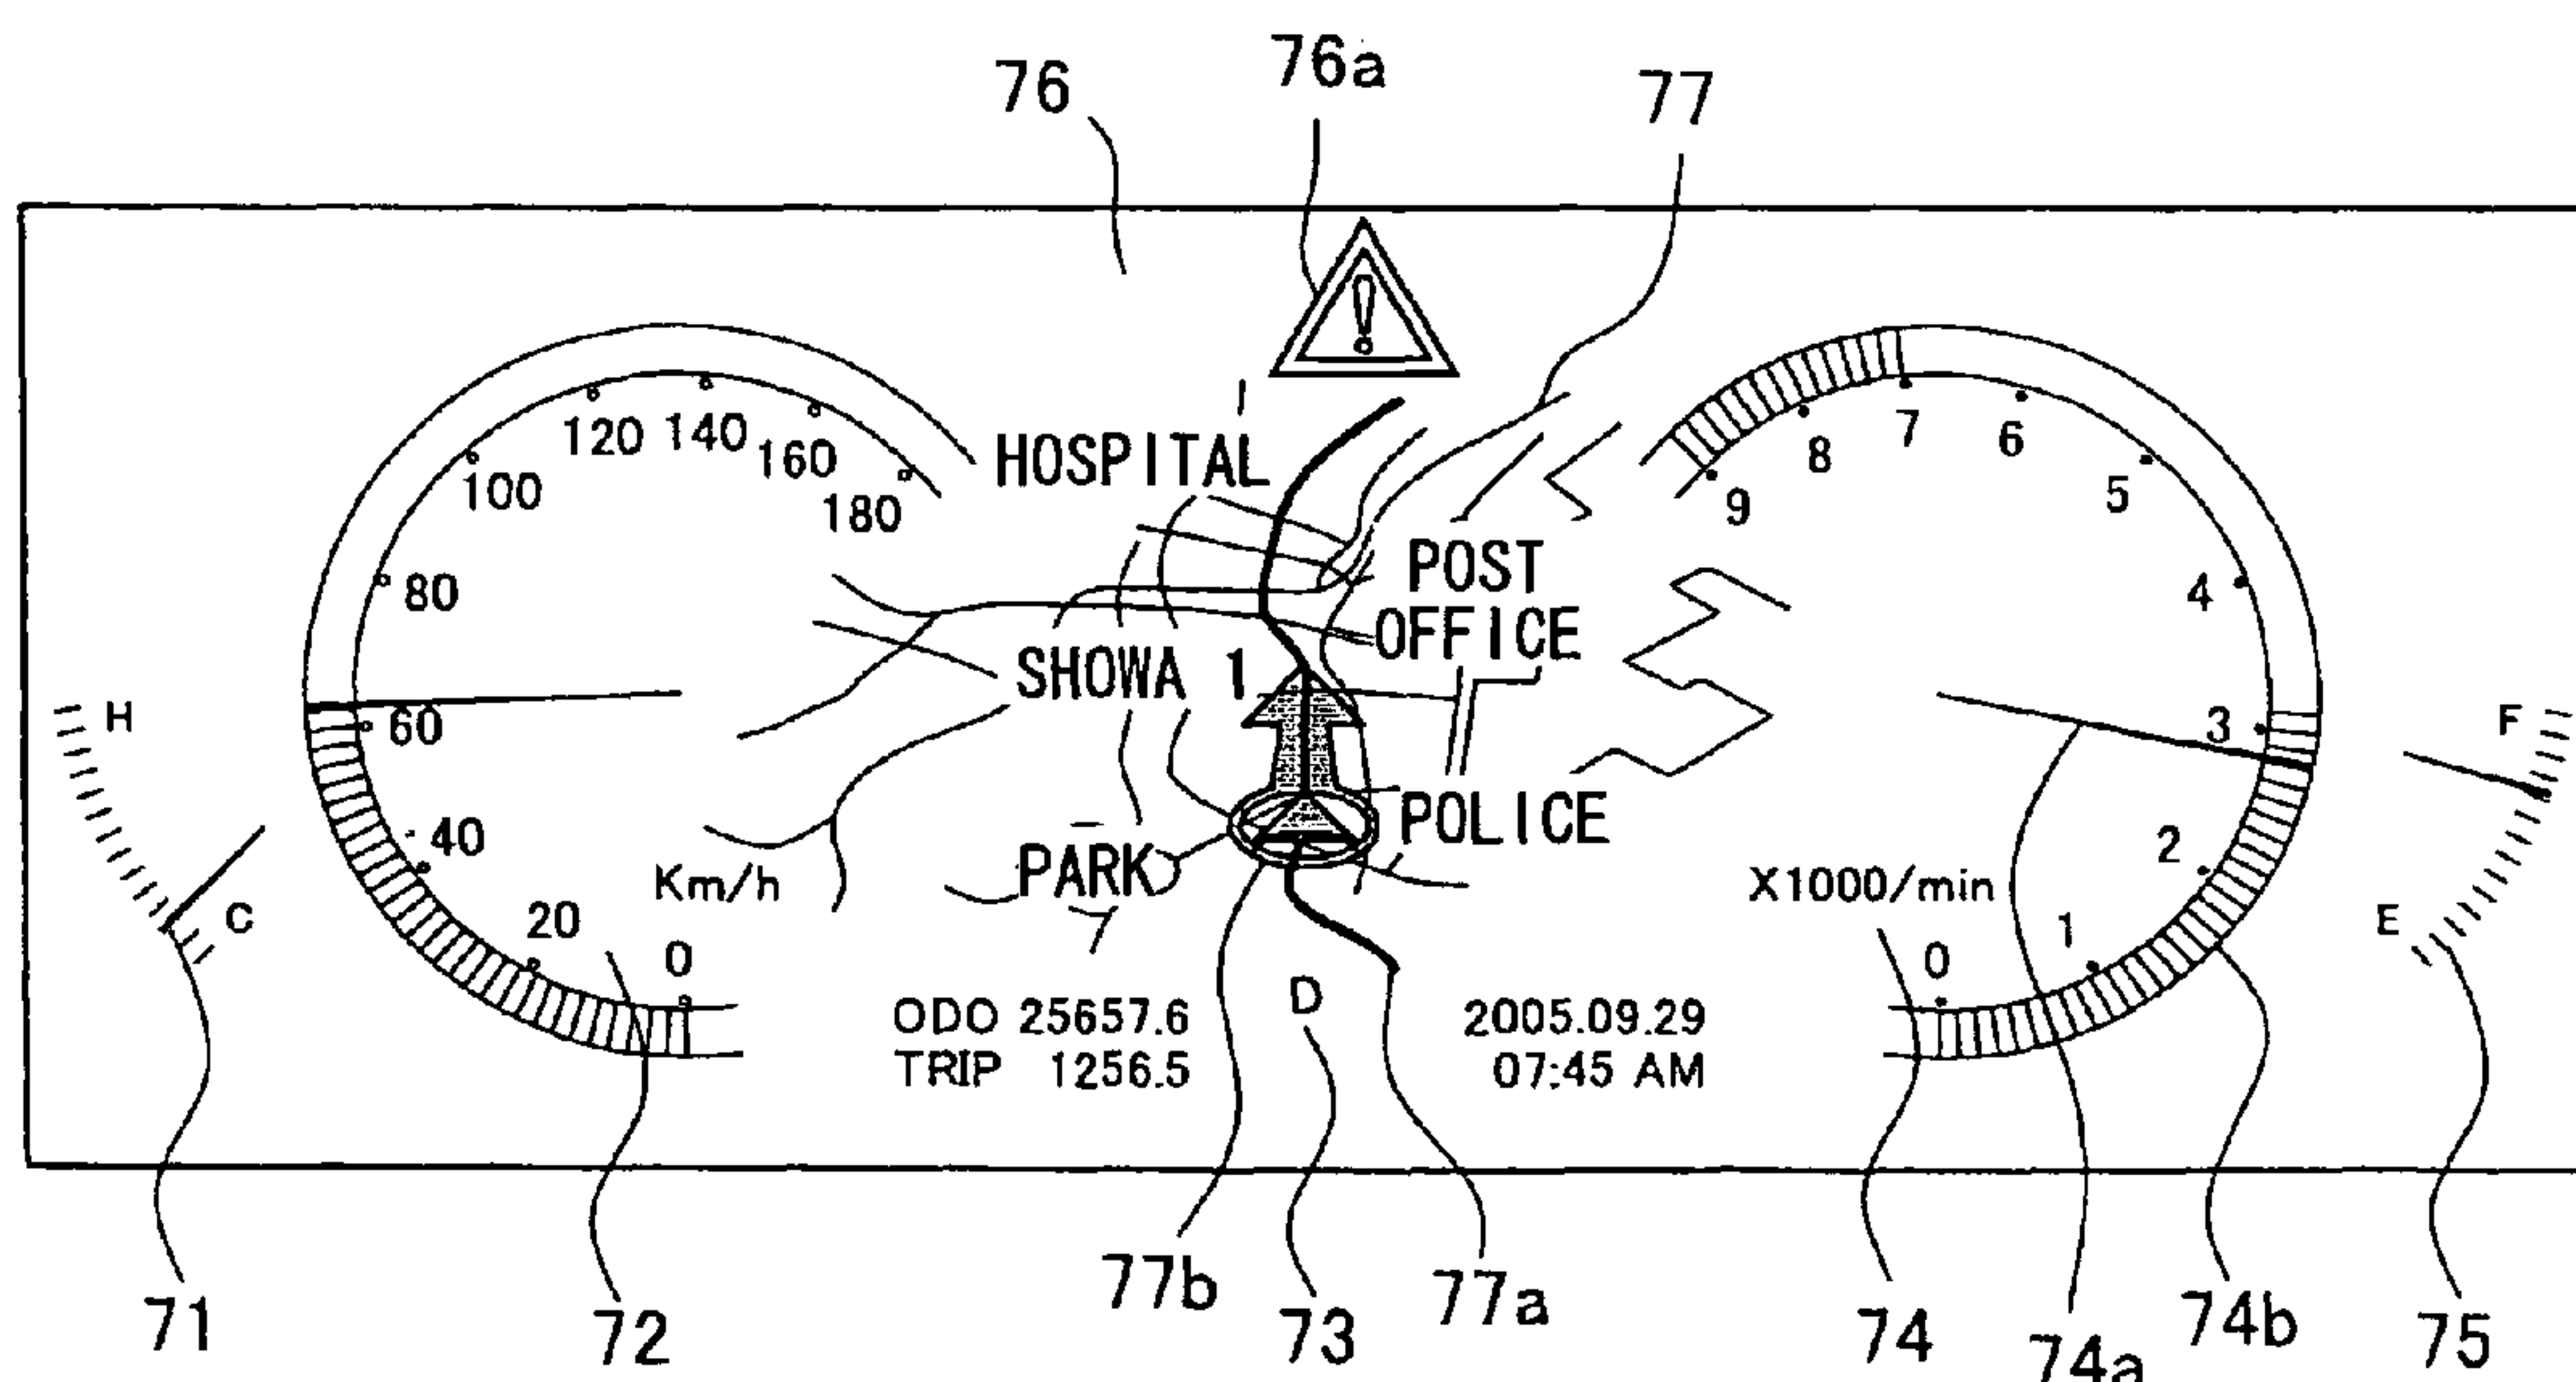 76
76a
77
120
140
160
180
100
80
60
40
20
0
Km/h
H
C
HOSPITAL
POST
OFFICE
SHOWA 1
POLICE
PARK
ODO 25657.6
TRIP 1256.5
D
2005.09.29
07:45 AM
9
8
7
6
5
4
3
2
1
0
X1000/min
F
E
71
72
77b
73
77a
74
74a
74b
75